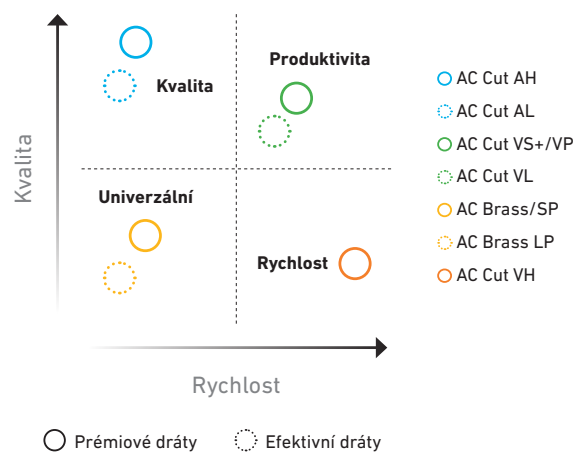 Produktivita
Kvalita
Kvalita
Univerzální
Rychlost
Rychlost
AC Cut AH
AC Cut AL
AC Cut VS+/VP
AC Cut VL
AC Brass/SP
AC Brass LP
AC Cut VH
Prémiové dráty
Efektivní dráty